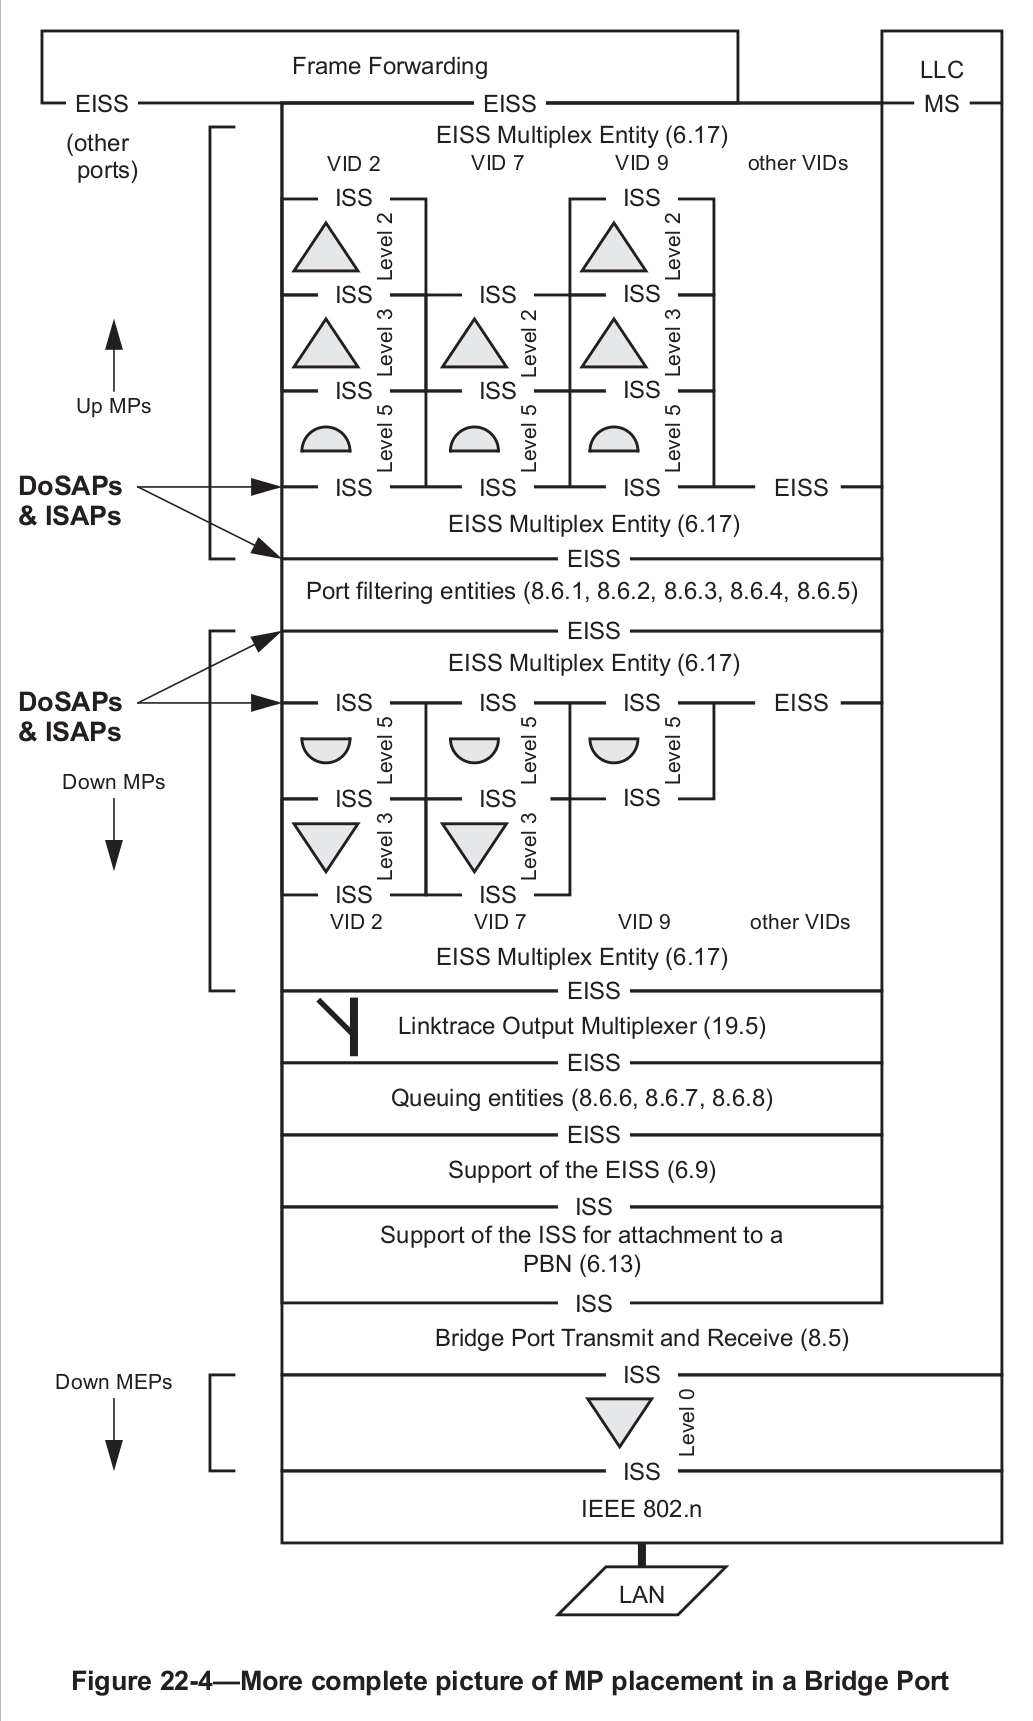 Frame Forwarding
LLC
EISS EISS MS
(other
ports)
EISS Multiplex Entity (6.17)
VID 2 VID 7 VID 9 other VIDs
ISS ISS
Level 2 Level 2
ISS ISS ISS
Level 3 Level 2 Level 3
Up MPs
ISS ISS ISS
Level 5 Level 5 Level 5
DoSAPs
& ISAPs
ISS ISS ISS EISS
EISS Multiplex Entity (6.17)
EISS
Port filtering entities (8.6.1, 8.6.2, 8.6.3, 8.6.4, 8.6.5)
EISS
EISS Multiplex Entity (6.17)
DoSAPs
& ISAPs
ISS ISS ISS EISS
Level 5 Level 5 Level 5
Down MPs
ISS ISS ISS
Level 3 Level 3
ISS ISS
VID 2 VID 7 VID 9 other VIDs
EISS Multiplex Entity (6.17)
EISS
Linktrace Output Multiplexer (19.5)
EISS
Queuing entities (8.6.6, 8.6.7, 8.6.8)
EISS
Support of the EISS (6.9)
ISS
Support of the ISS for attachment to a
PBN (6.13)
ISS
Bridge Port Transmit and Receive (8.5)
ISS
Down MEPs
Level 0
ISS
IEEE 802.n
LAN
Figure 22-4—More complete picture of MP placement in a Bridge Port